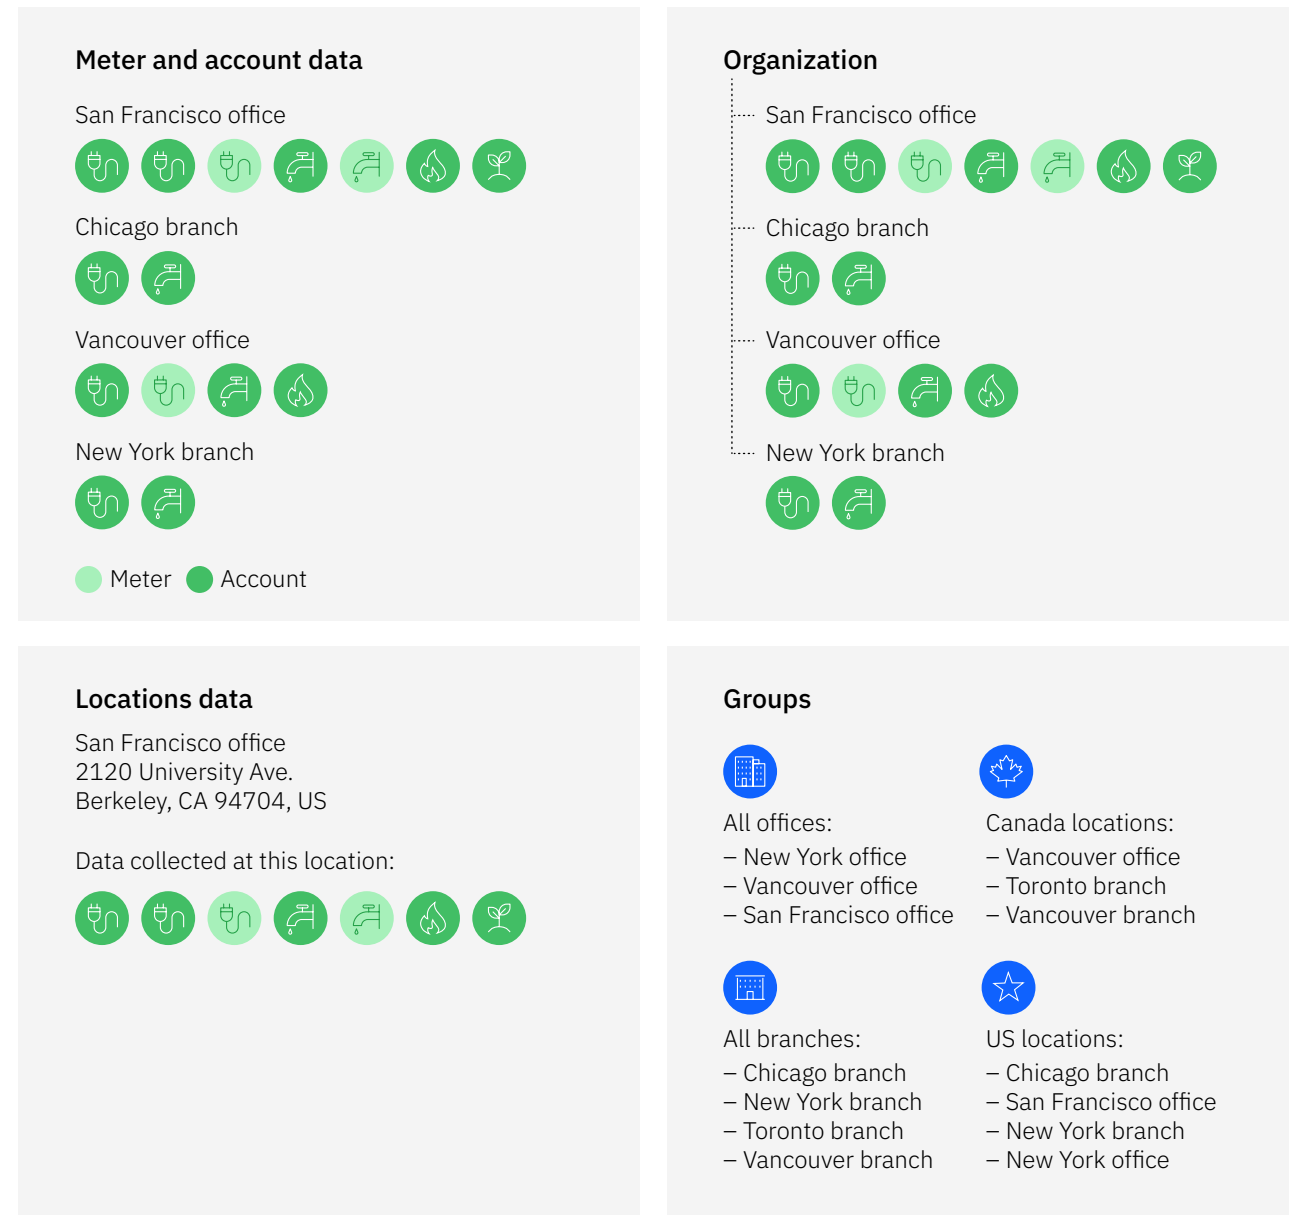 Meter and account data
San Francisco office
Chicago branch
Vancouver office
New York branch
Meter
Account
Organization
San Francisco office
Chicago branch
Vancouver office
New York branch
Locations data
San Francisco office
2120 University Ave.
Berkeley, CA 94704, US
Data collected at this location:
Groups
All offices:
– New York office
– Vancouver office
– San Francisco office
Canada locations:
– Vancouver office
– Toronto branch
– Vancouver branch
All branches:
– Chicago branch
– New York branch
– Toronto branch
– Vancouver branch
US locations:
– Chicago branch
– San Francisco office
– New York branch
– New York office